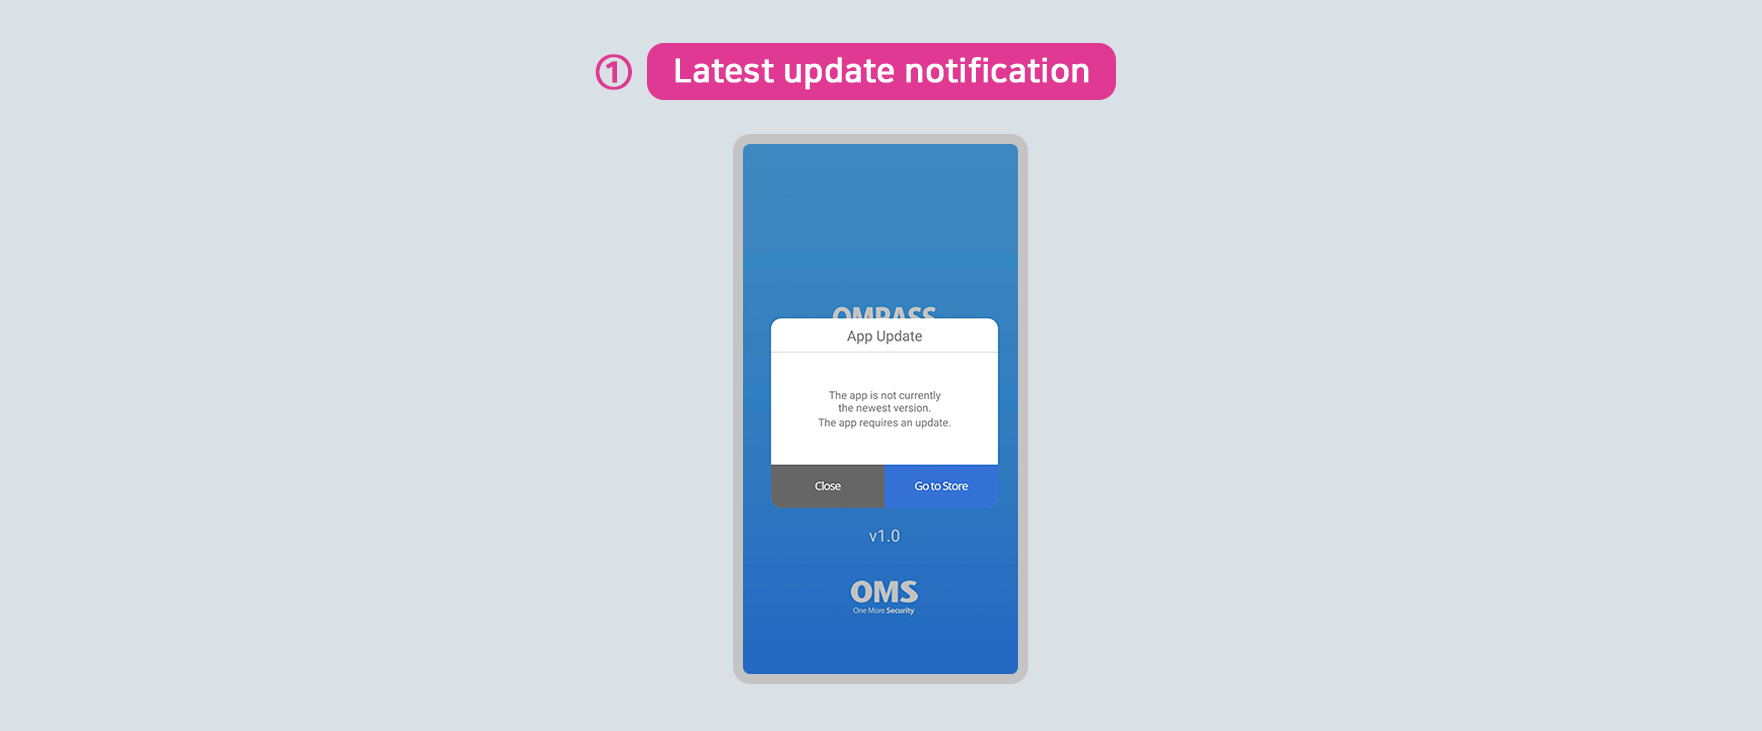 ① Latest update notification
OMPASS
App Update
The app is not currently
the newest version.
The app requires an update.
Close Go to Store
v1.0
OMS
One More Security